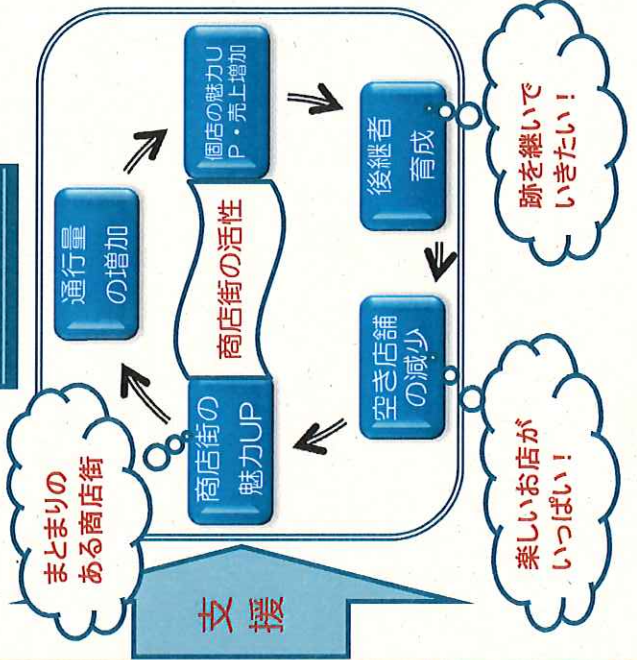 通行量
の増加
個店の魅力U
P・売上増加
後継者
育成
跡を継いで
いきたい！
空き店舗
の減少
楽しいお店が
いっぱい！
商店街の
魅力UP
まとまりの
ある商店街
商店街の活性
支援